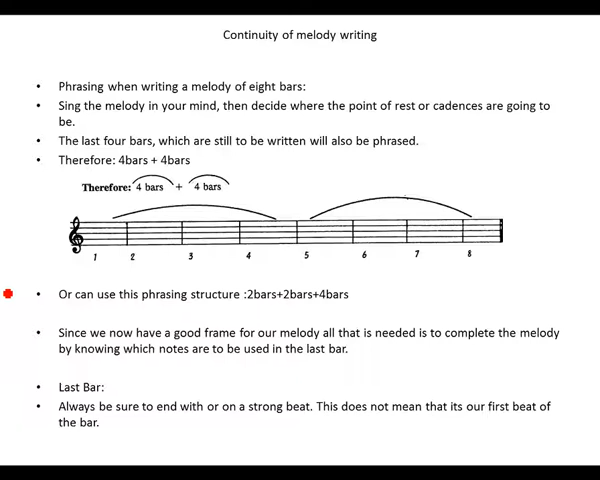 Continuity of melody writing
• Phrasing when writing a melody of eight bars:
• Sing the melody in your mind, then decide where the point of rest or cadences are going to
be.
• The last four bars, which are still to be written will also be phrased.
• Therefore: 4bars + 4bars
Therefore: 4 bars + 4 bars
1 2 3 4 5 6 7 8
• Or can use this phrasing structure :2bars+2bars+4bars
• Since we now have a good frame for our melody all that is needed is to complete the melody
by knowing which notes are to be used in the last bar.
• Last Bar:
• Always be sure to end with or on a strong beat. This does not mean that its our first beat of
the bar.